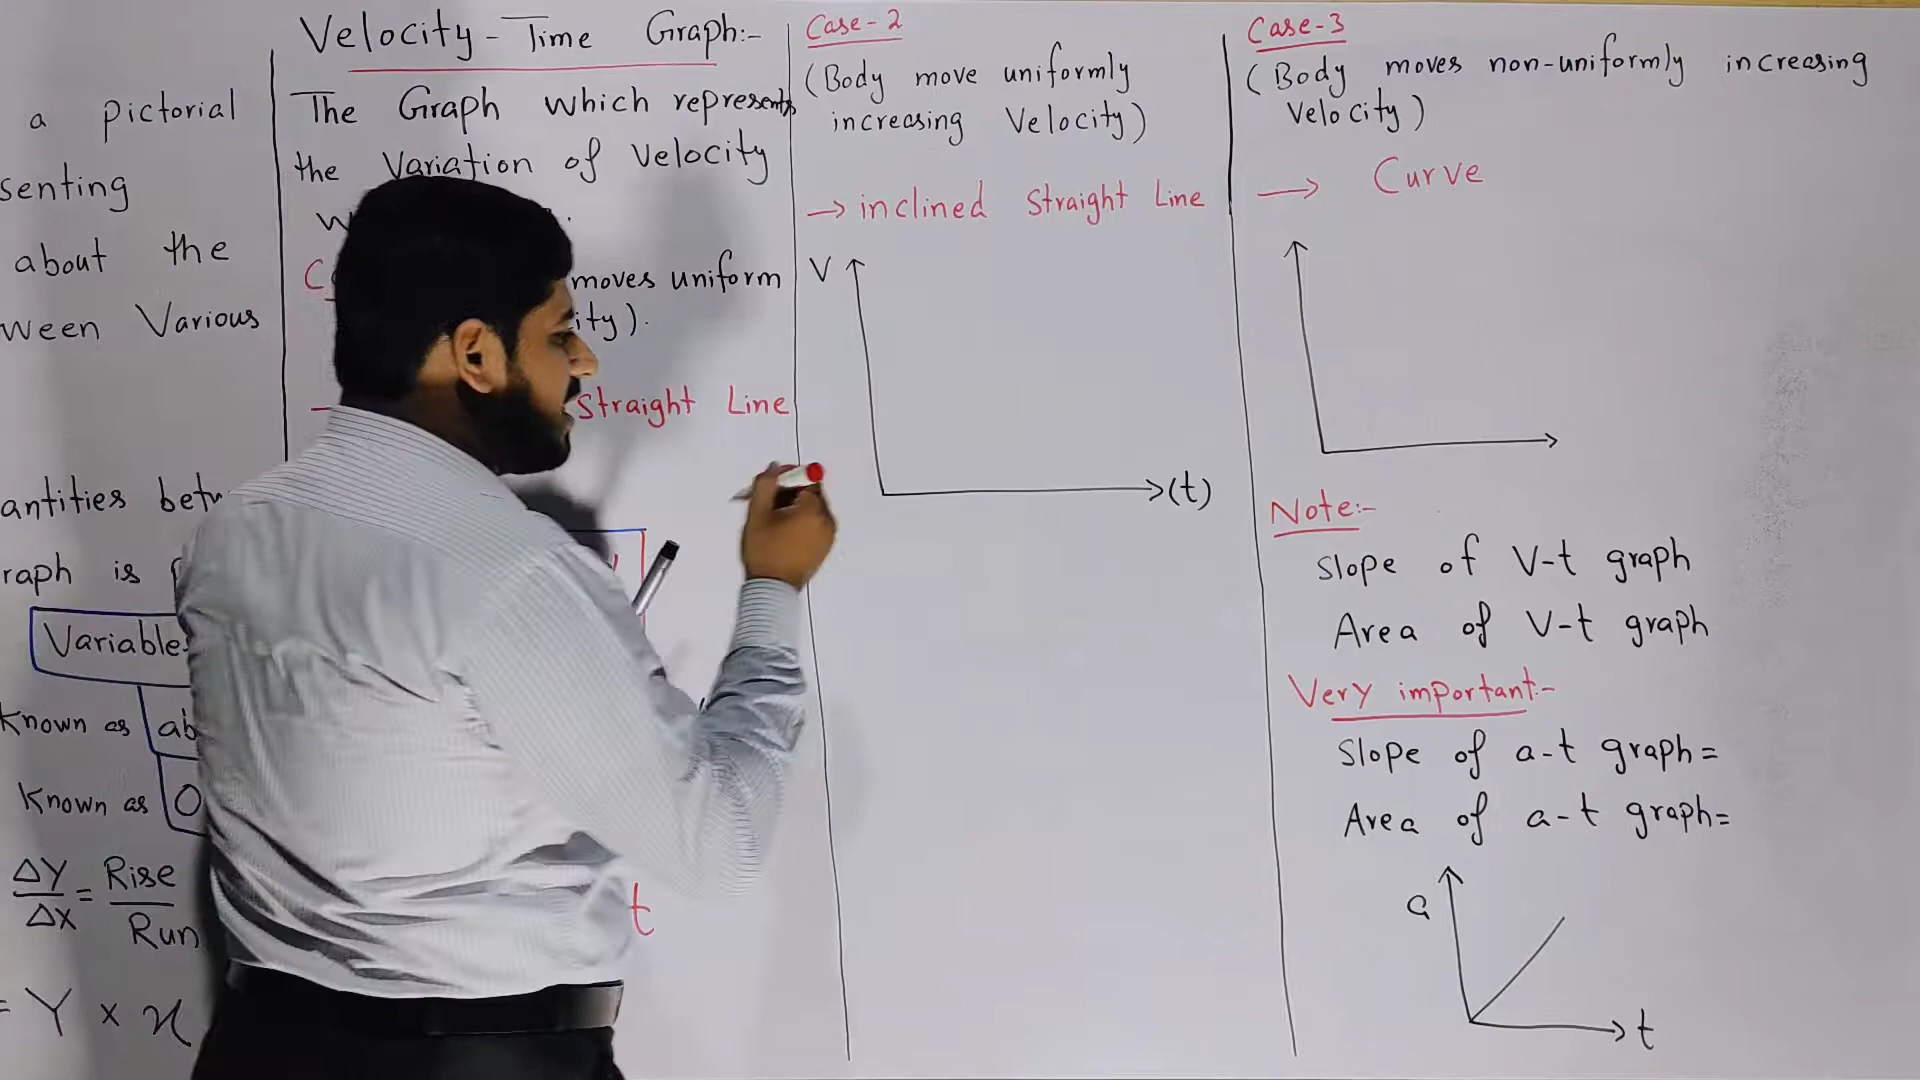 a pictorial
senting
about the
ween Various
antities
raph is
Variable
Known as
Known as
ΔY/ΔX = Rise/Run
= Y × x
Velocity - Time Graph:-
The Graph which represents
the Variation of Velocity
moves uniform
ity).
Straight Line
t
Case-2
(Body move uniformly
increasing Velocity)
→ inclined Straight Line
V
(t)
Case-3
(Body moves non-uniformly increasing
Velocity)
→ Curve
Note:-
Slope of V-t graph
Area of V-t graph
Very important:-
Slope of a-t graph=
Area of a-t graph=
a
t